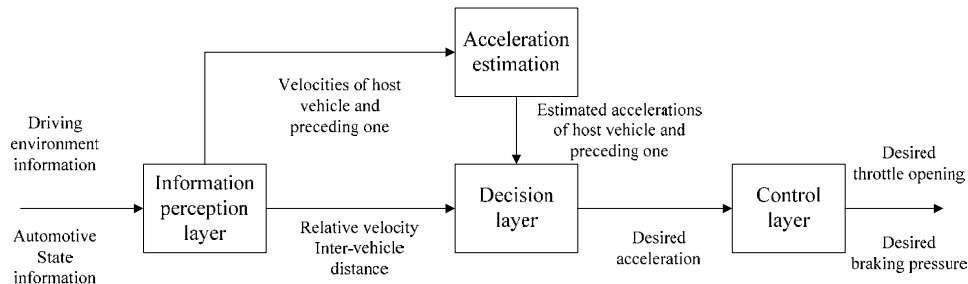 Acceleration
estimation
Velocities of host
vehicle and
preceding one
Estimated accelerations
of host vehicle and
preceding one
Driving
environment
information
Automotive
State
information
Information
perception
layer
Relative velocity
Inter-vehicle
distance
Decision
layer
Desired
acceleration
Control
layer
Desired
throttle opening
Desired
braking pressure